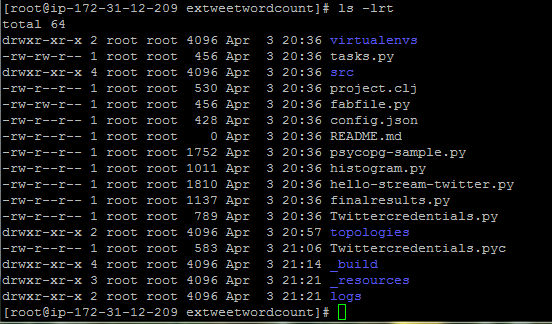 [root@ip-172-31-12-209 extweetwordcount]# ls -lrt
total 64
drwxr-xr-x 2 root root 4096 Apr  3 20:36 virtualenvs
-rw-rw-r-- 1 root root  456 Apr  3 20:36 tasks.py
drwxr-xr-x 4 root root 4096 Apr  3 20:36 src
-rw-r--r-- 1 root root  530 Apr  3 20:36 project.clj
-rw-rw-r-- 1 root root  456 Apr  3 20:36 fabfile.py
-rw-r--r-- 1 root root  428 Apr  3 20:36 config.json
-rw-r--r-- 1 root root    0 Apr  3 20:36 README.md
-rw-r--r-- 1 root root 1752 Apr  3 20:36 psycopg-sample.py
-rw-r--r-- 1 root root 1011 Apr  3 20:36 histogram.py
-rw-r--r-- 1 root root 1810 Apr  3 20:36 hello-stream-twitter.py
-rw-r--r-- 1 root root 1137 Apr  3 20:36 finalresults.py
-rw-r--r-- 1 root root  789 Apr  3 20:36 Twittercredentials.py
drwxr-xr-x 2 root root 4096 Apr  3 20:57 topologies
-rw-r--r-- 1 root root  583 Apr  3 21:06 Twittercredentials.pyc
drwxr-xr-x 4 root root 4096 Apr  3 21:14 _build
drwxr-xr-x 3 root root 4096 Apr  3 21:21 _resources
drwxr-xr-x 2 root root 4096 Apr  3 21:21 logs
[root@ip-172-31-12-209 extweetwordcount]#